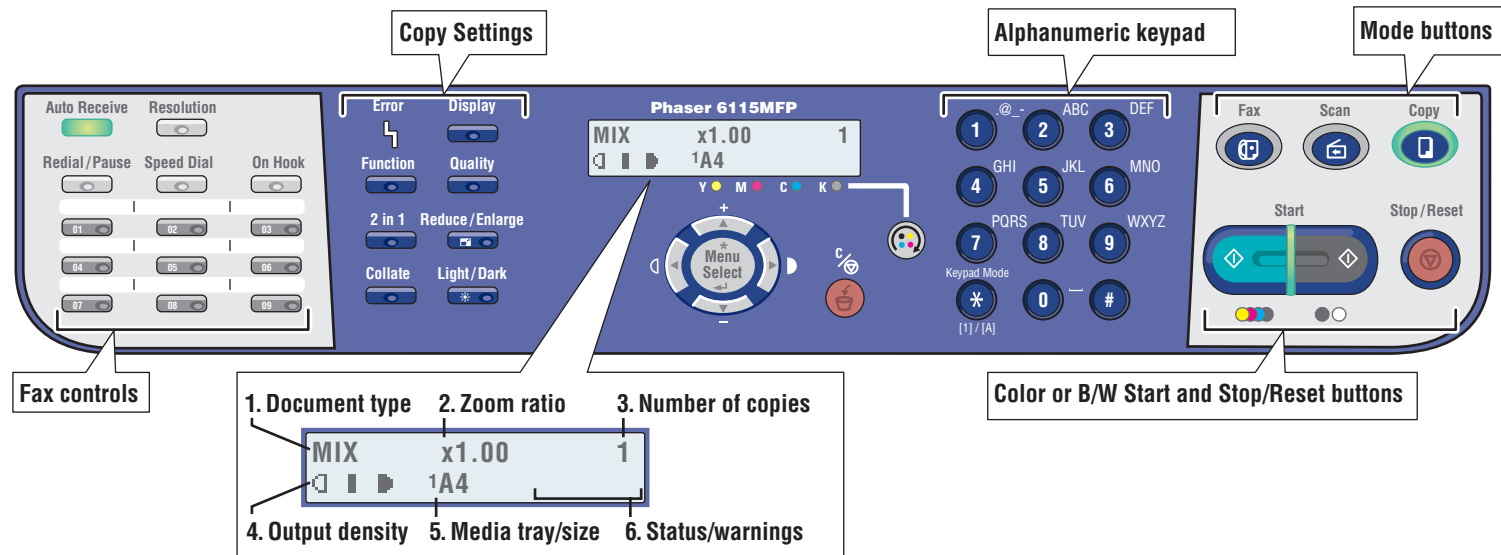 Copy Settings
Alphanumeric keypad
Mode buttons
Auto Receive
Resolution
Redial/Pause
Speed Dial
On Hook
01
02
03
04
05
06
07
08
09
Fax controls
Error
Display
Function
Quality
2 in 1
Reduce/Enlarge
Collate
Light/Dark
Phaser 6115MFP
MIX x1.00 1
1A4
Y M C K
+
*
Menu
Select
–
C
1 .@_-
2 ABC
3 DEF
4 GHI
5 JKL
6 MNO
7 PQRS
8 TUV
9 WXYZ
Keypad Mode
*
0
#
[1] / [A]
Fax
Scan
Copy
Start
Stop/Reset
Color or B/W Start and Stop/Reset buttons
1. Document type
2. Zoom ratio
3. Number of copies
MIX x1.00 1
1A4
4. Output density
5. Media tray/size
6. Status/warnings